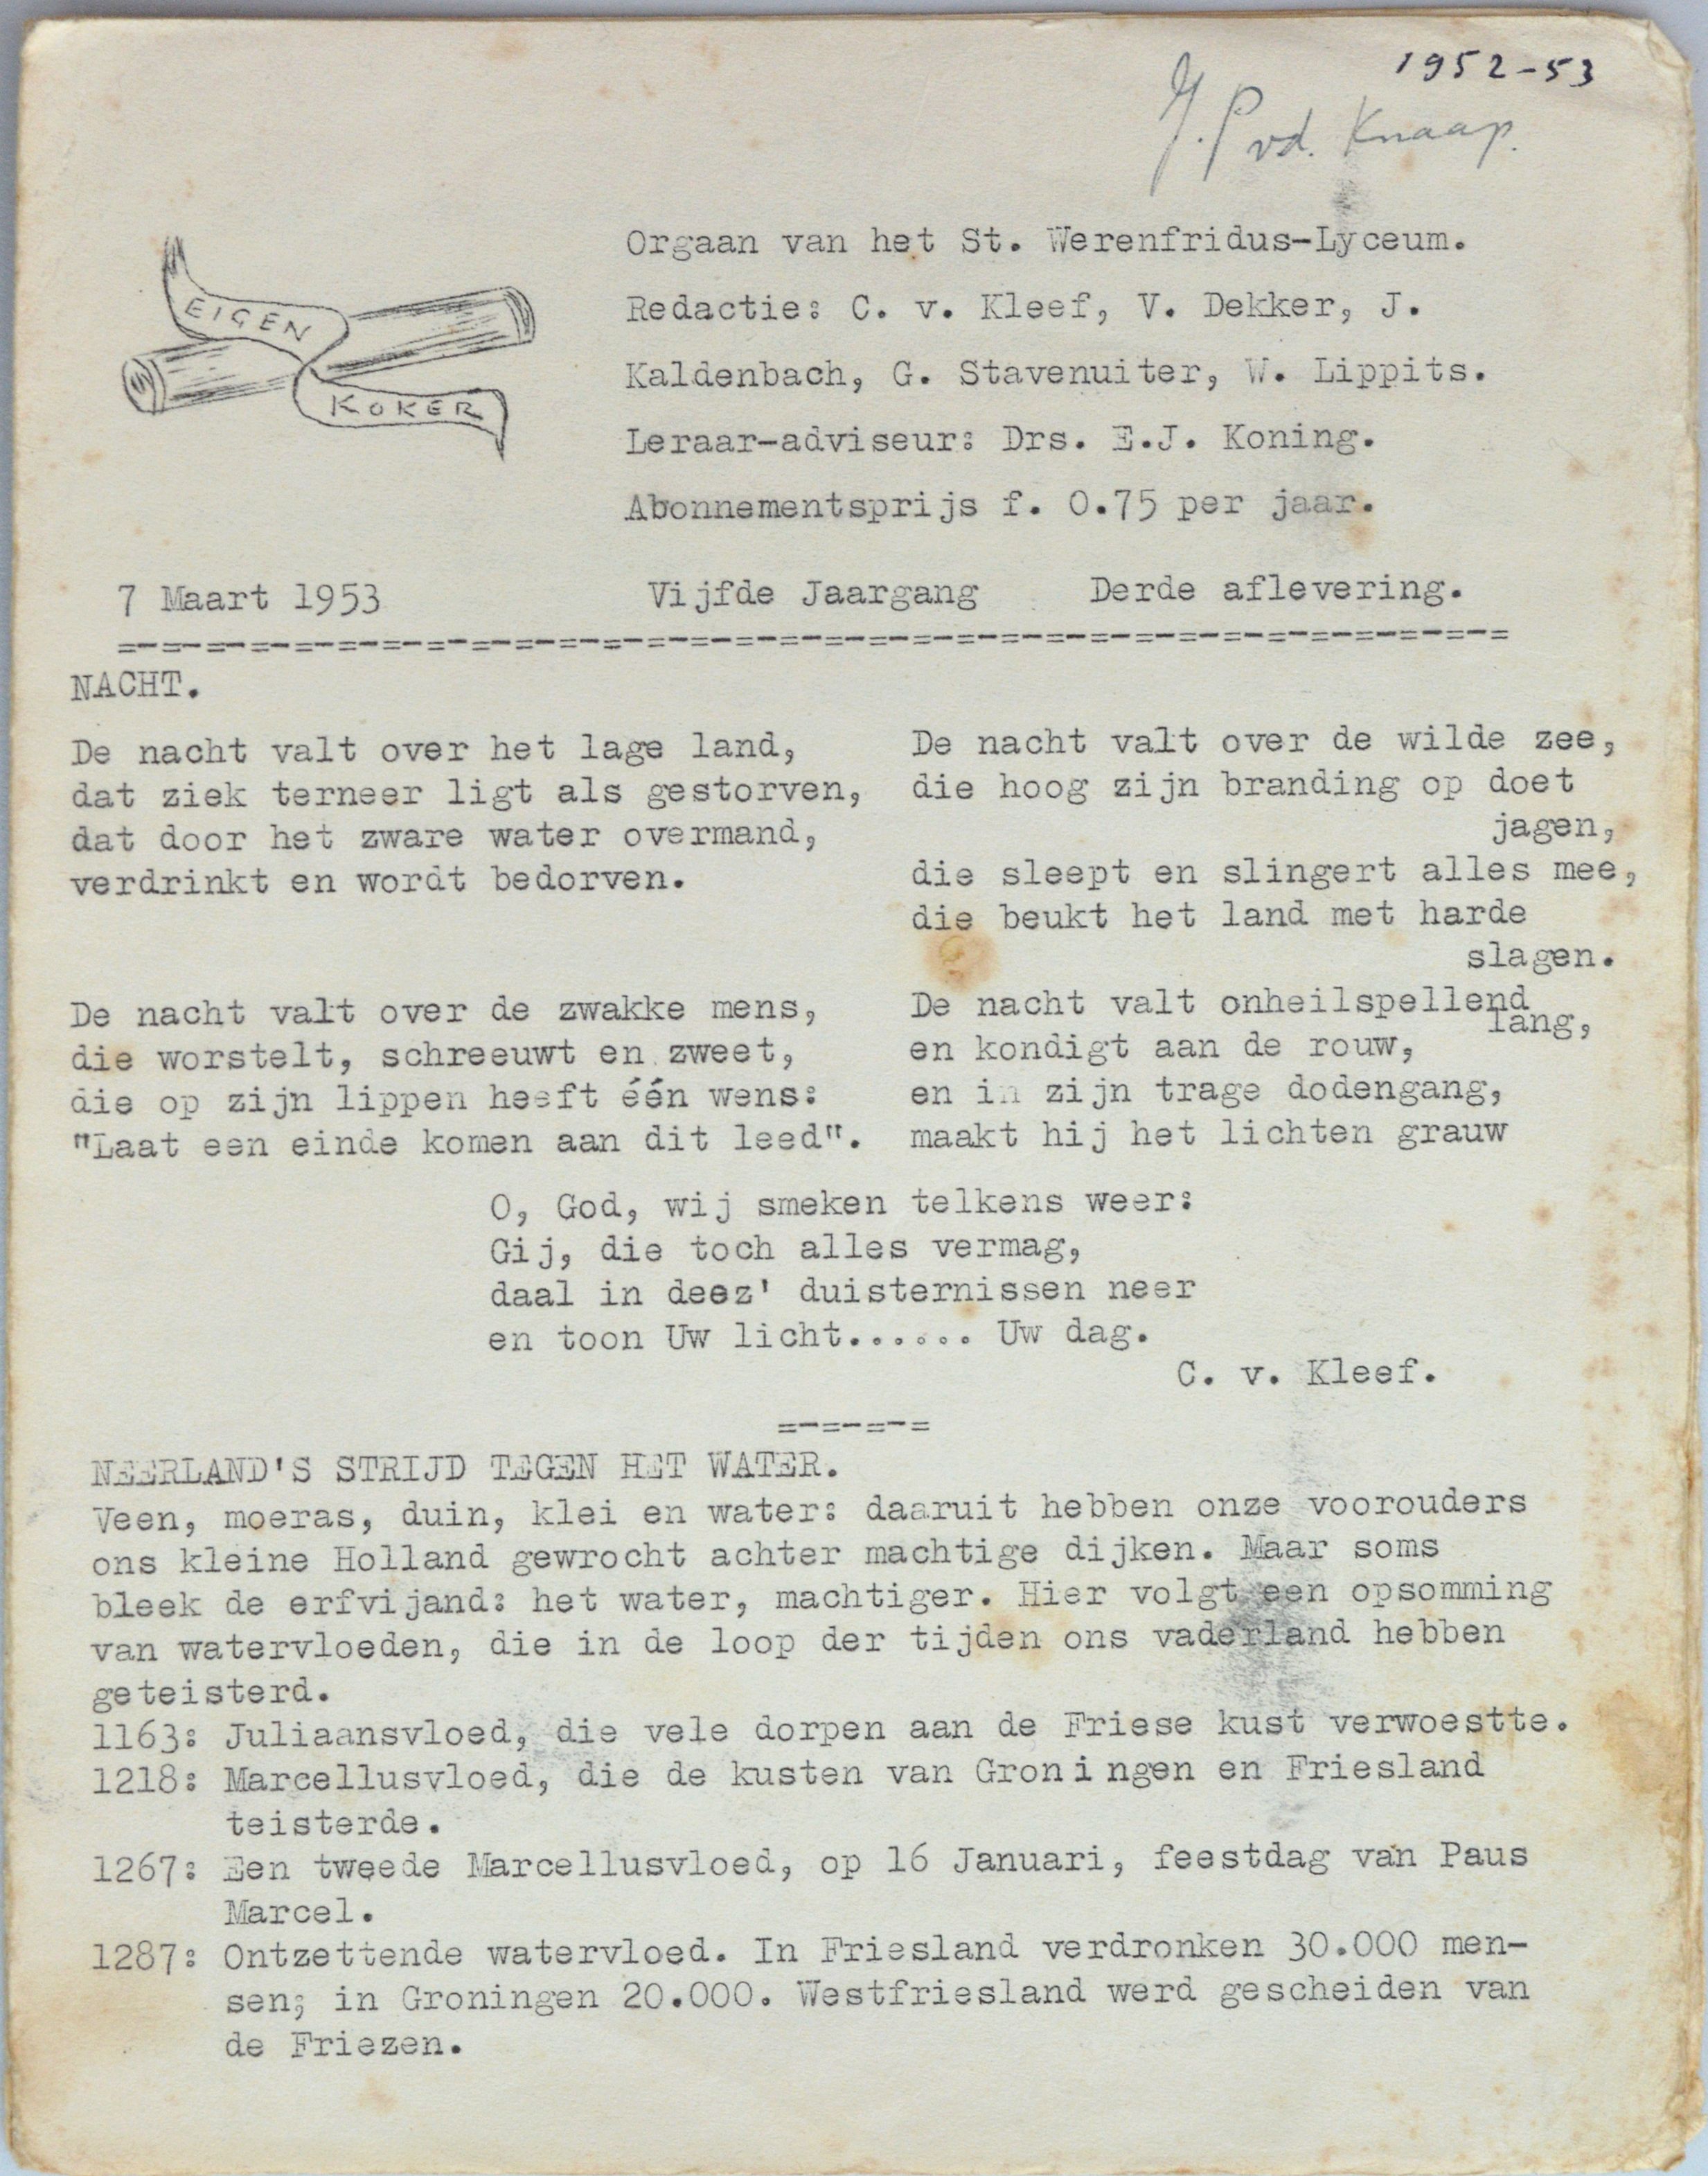 1952-53
J. P vd. Knaap.
EIGEN
KOKER
Orgaan van het St. Werenfridus-Lyceum.
Redactie: C. v. Kleef, V. Dekker, J.
Kaldenbach, G. Stavenuiter, W. Lippits.
Leraar-adviseur: Drs. E.J. Koning.
Abonnementsprijs f. 0.75 per jaar.
7 Maart 1953 Vijfde Jaargang Derde aflevering.
=-=-=-=-=-=-=-=-=-=-=-=-=-=-=-=-=-=-=-=-=-=-=-=-=-=-=-=-=-=-=-=
NACHT.
De nacht valt over het lage land,
dat ziek terneer ligt als gestorven,
dat door het zware water overmand,
verdrinkt en wordt bedorven.
De nacht valt over de wilde zee,
die hoog zijn branding op doet
jagen,
die sleept en slingert alles mee,
die beukt het land met harde
slagen.
De nacht valt over de zwakke mens,
die worstelt, schreeuwt en zweet,
die op zijn lippen heeft één wens:
"Laat een einde komen aan dit leed".
De nacht valt onheilspellend
lang,
en kondigt aan de rouw,
en in zijn trage dodengang,
maakt hij het lichten grauw
O, God, wij smeken telkens weer:
Gij, die toch alles vermag,
daal in deez' duisternissen neer
en toon Uw licht...... Uw dag.
C. v. Kleef.
=-=-=-=
NEERLAND'S STRIJD TEGEN HET WATER.
Veen, moeras, duin, klei en water: daaruit hebben onze voorouders
ons kleine Holland gewrocht achter machtige dijken. Maar soms
bleek de erfvijand: het water, machtiger. Hier volgt een opsomming
van watervloeden, die in de loop der tijden ons vaderland hebben
geteisterd.
1163: Juliaansvloed, die vele dorpen aan de Friese kust verwoestte.
1218: Marcellusvloed, die de kusten van Groningen en Friesland
teisterde.
1267: Een tweede Marcellusvloed, op 16 Januari, feestdag van Paus
Marcel.
1287: Ontzettende watervloed. In Friesland verdronken 30.000 men-
sen; in Groningen 20.000. Westfriesland werd gescheiden van
de Friezen.